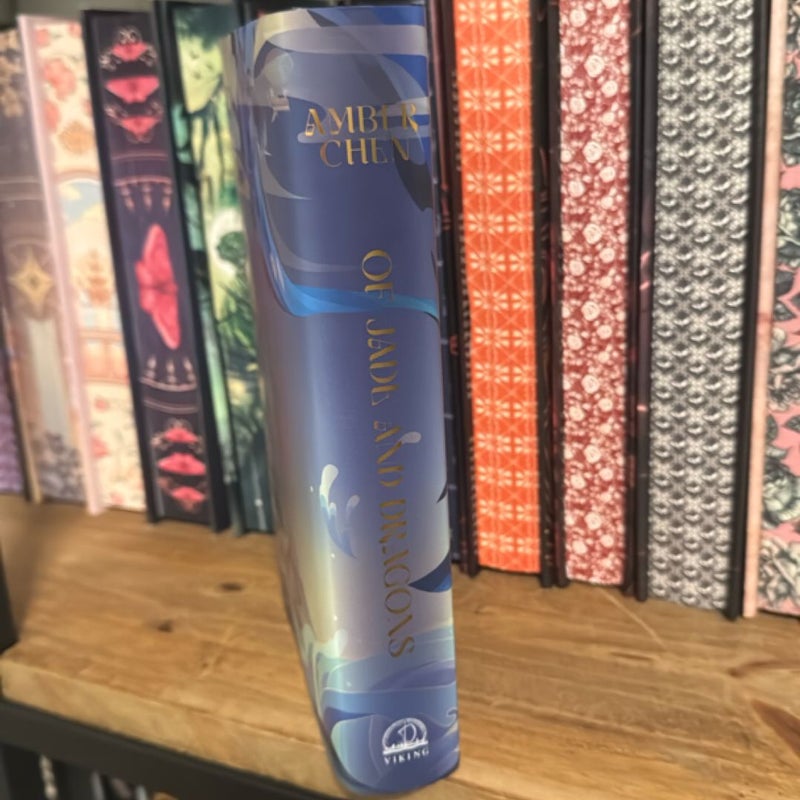 AMBER
CHEN
OF JADE AND DRAGONS
VIKING